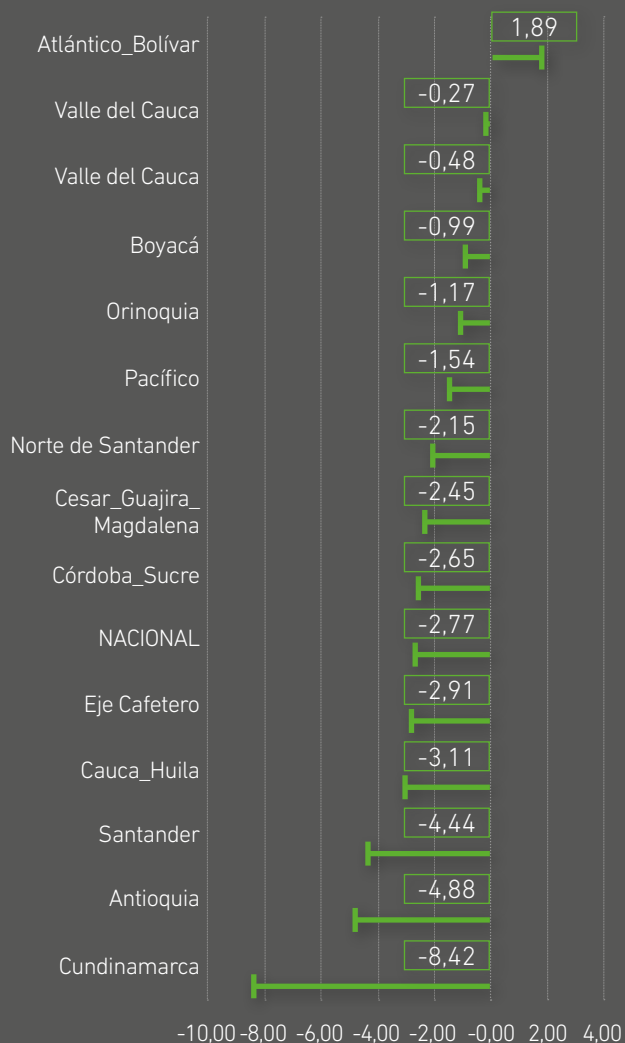 Atlántico_Bolívar
1,89
Valle del Cauca
-0,27
Valle del Cauca
-0,48
Boyacá
-0,99
Orinoquia
-1,17
Pacífico
-1,54
Norte de Santander
-2,15
Cesar_Guajira_
Magdalena
-2,45
Córdoba_Sucre
-2,65
NACIONAL
-2,77
Eje Cafetero
-2,91
Cauca_Huila
-3,11
Santander
-4,44
Antioquia
-4,88
Cundinamarca
-8,42
-10,00 -8,00 -6,00 -4,00 -2,00 -0,00 2,00 4,00